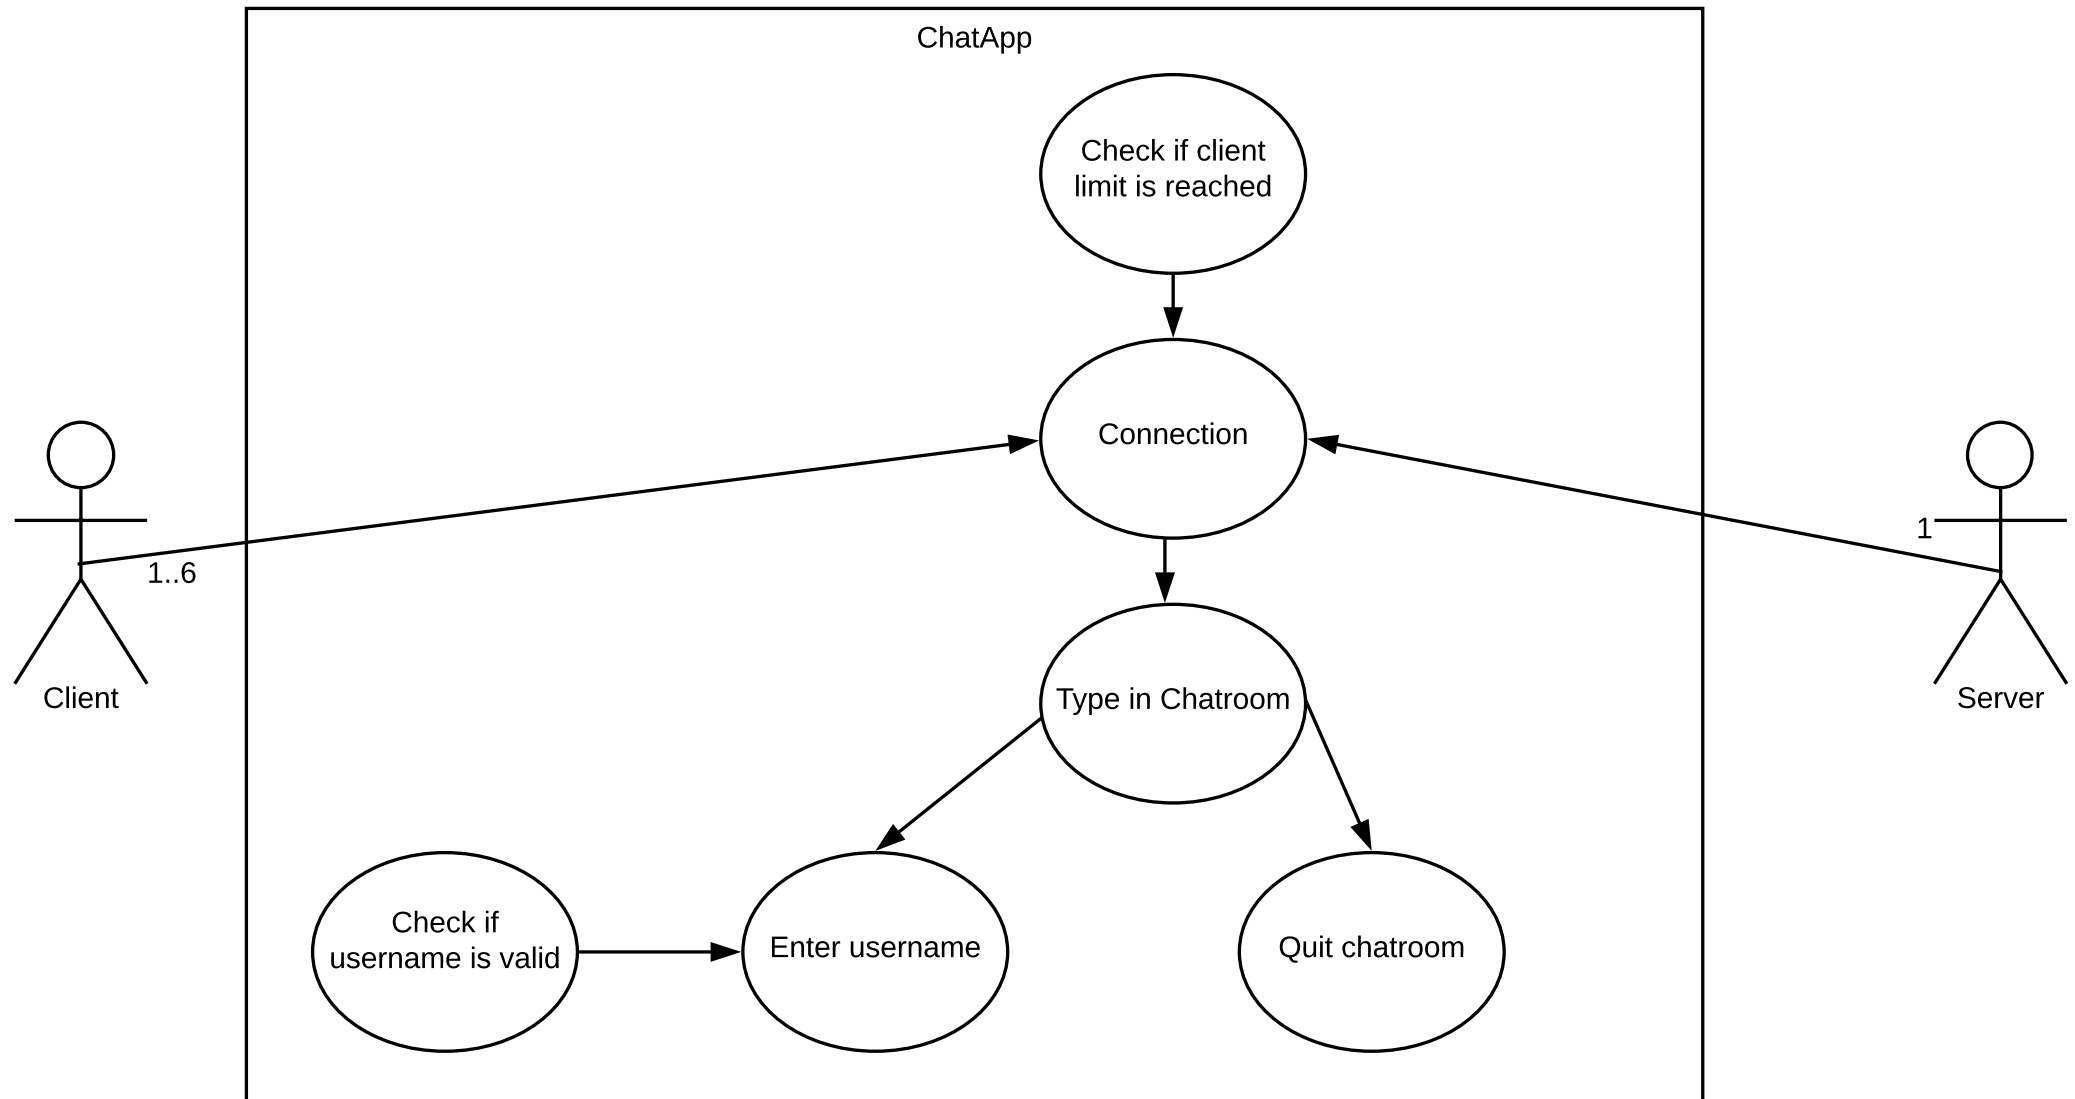 ChatApp
Check if client
limit is reached
Connection
1
1..6
Client
Type in Chatroom
Server
Check if
username is valid
Enter username
Quit chatroom